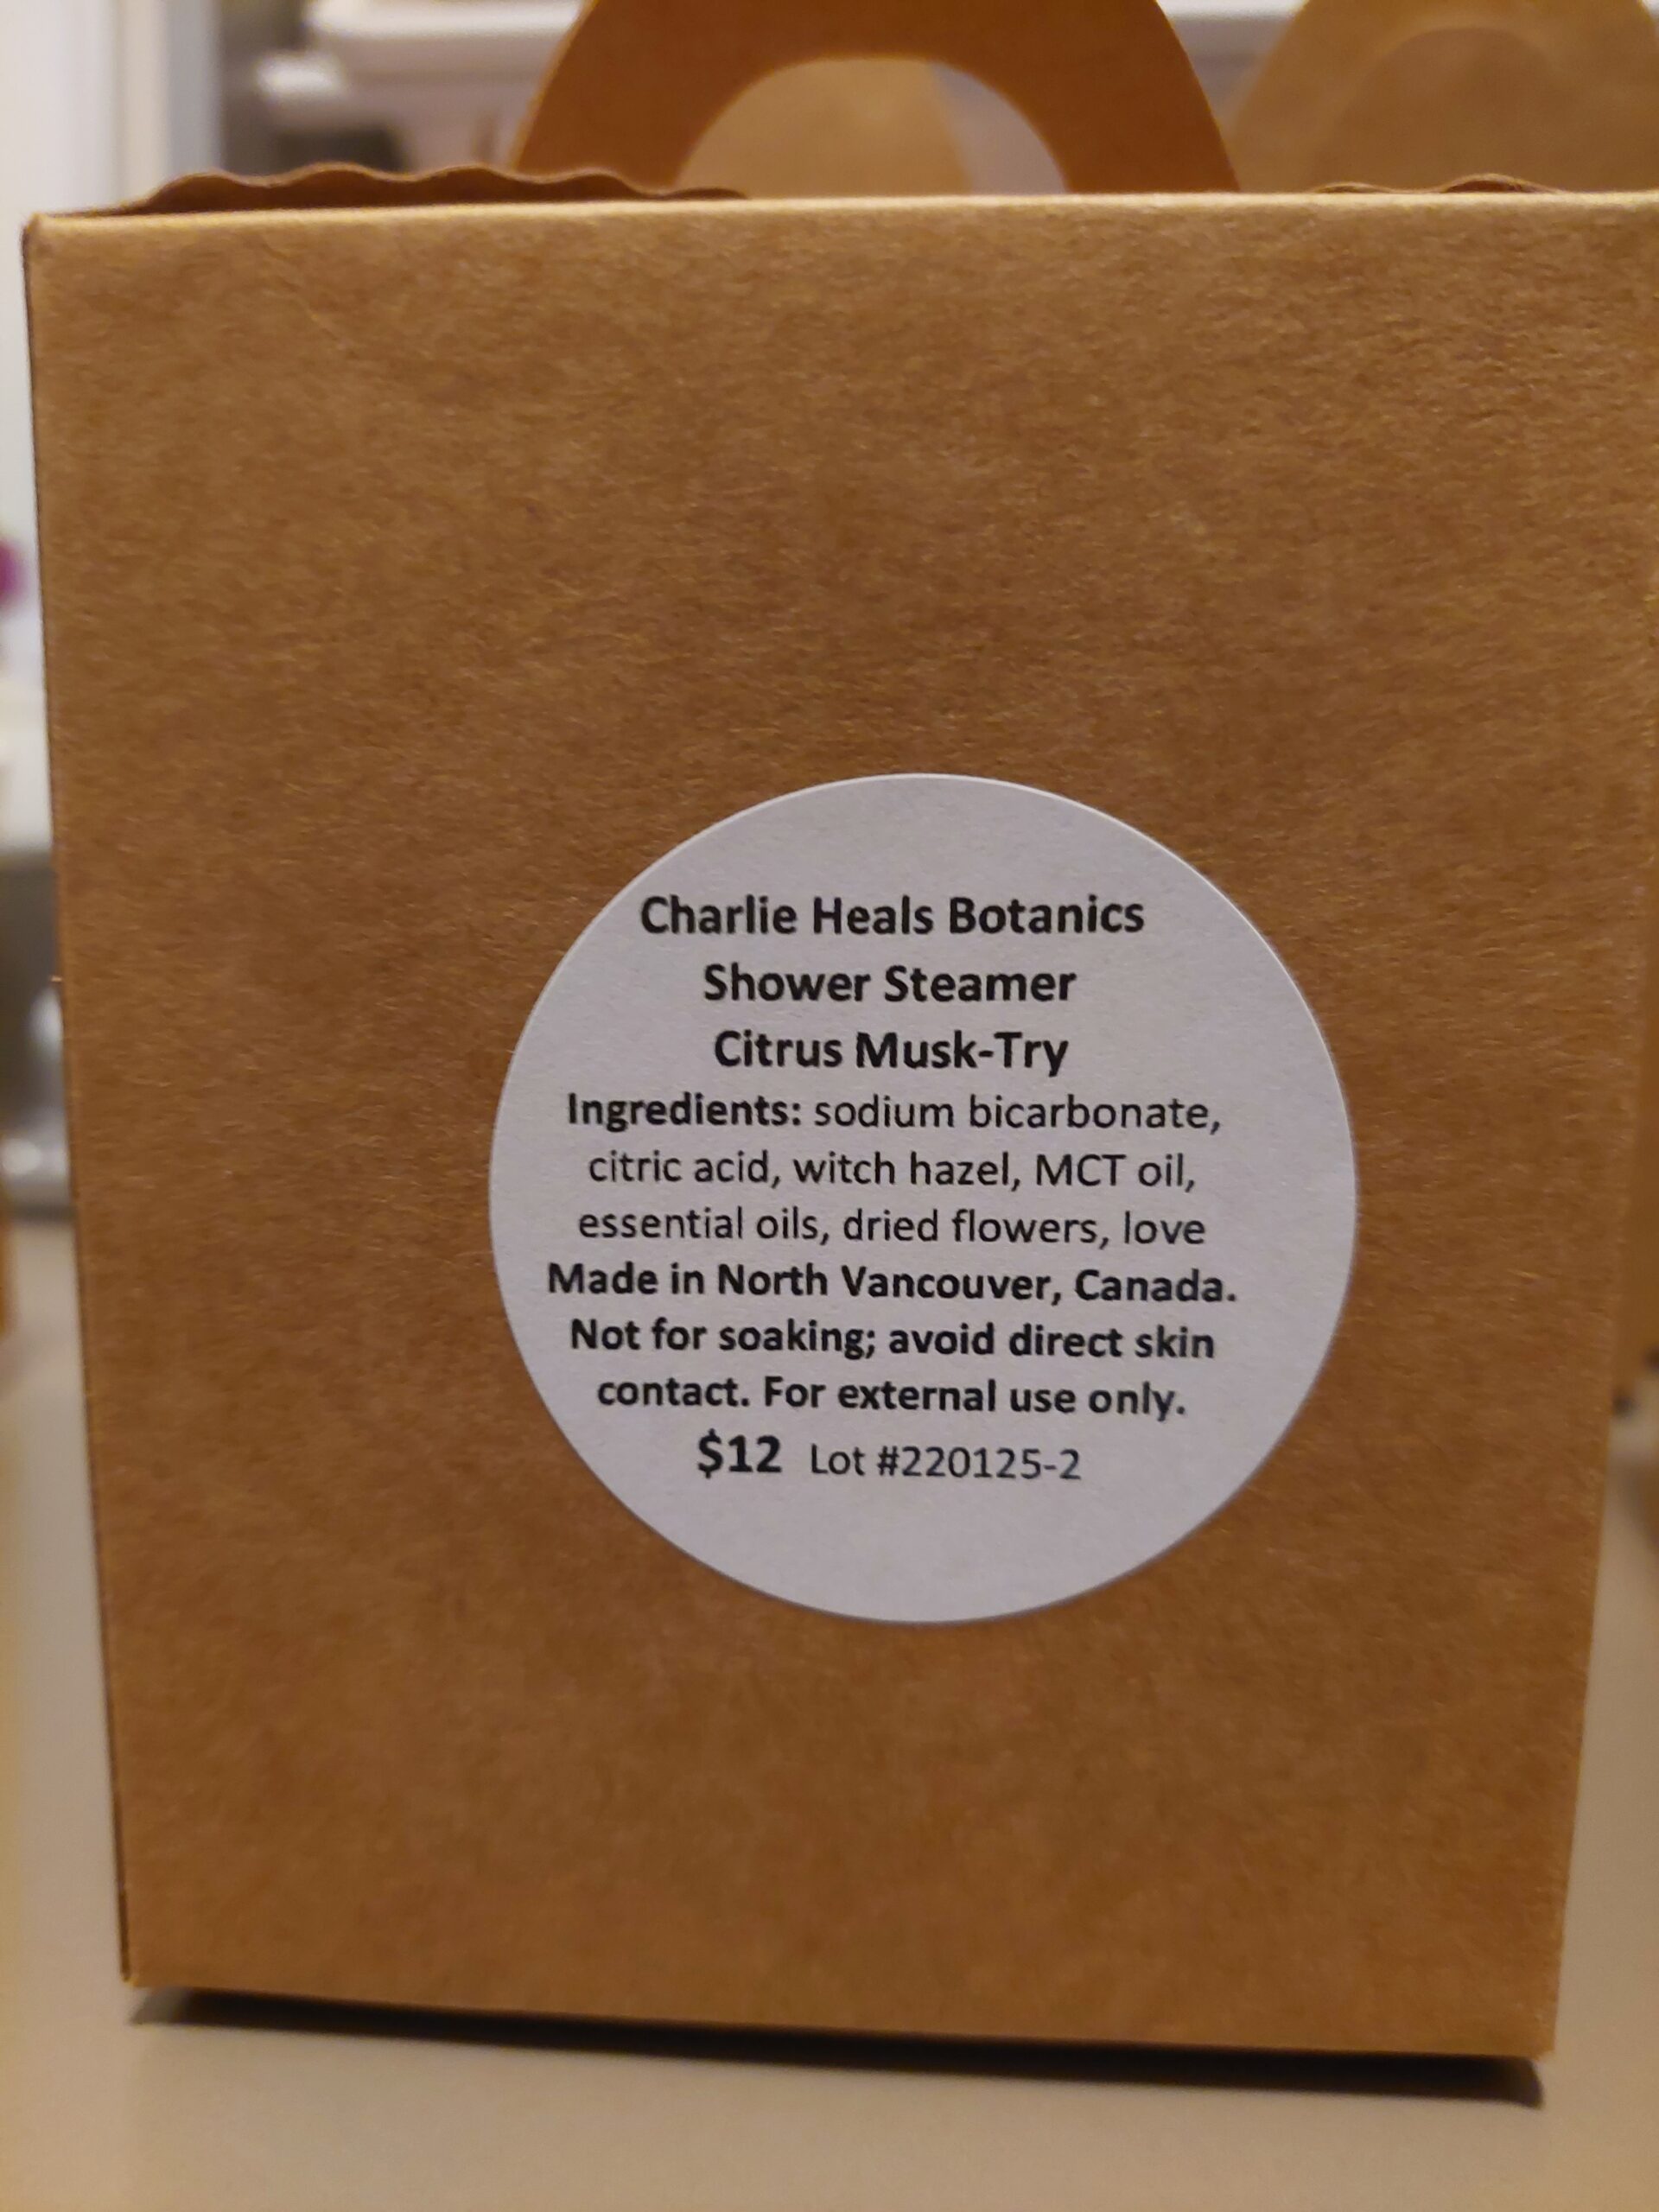 Charlie Heals Botanics
Shower Steamer
Citrus Musk-Try
Ingredients: sodium bicarbonate,
citric acid, witch hazel, MCT oil,
essential oils, dried flowers, love
Made in North Vancouver, Canada.
Not for soaking; avoid direct skin
contact. For external use only.
$12 Lot #220125-2